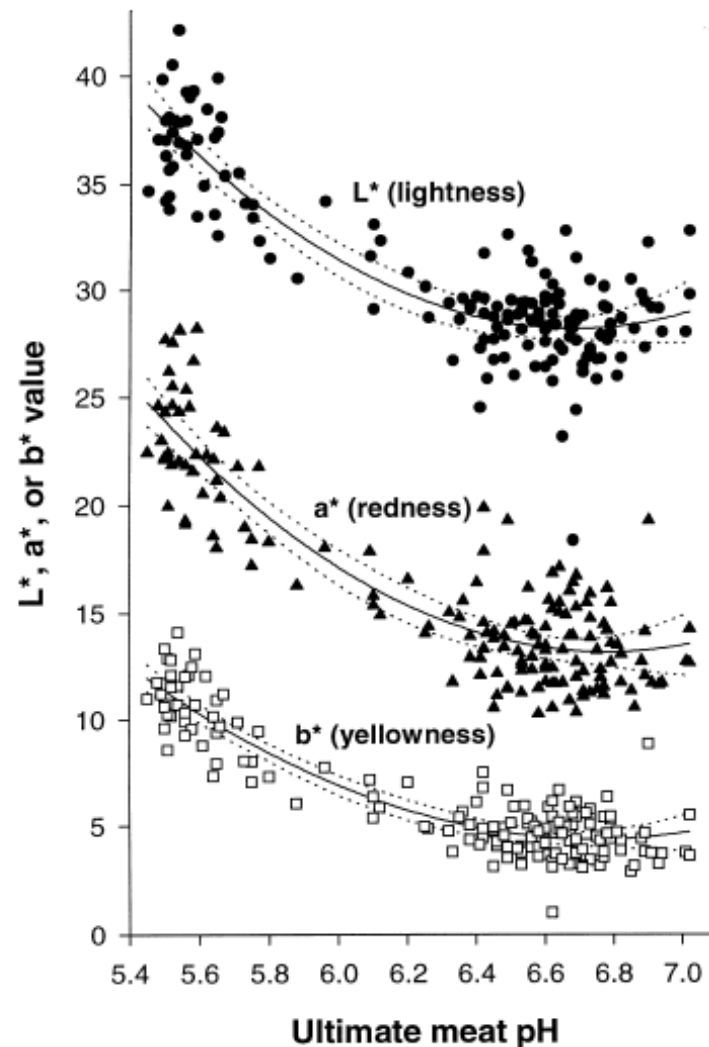 L*, a*, or b* value
40
35
30
25
20
15
10
5
0
L* (lightness)
a* (redness)
b* (yellowness)
5.4 5.6 5.8 6.0 6.2 6.4 6.6 6.8 7.0
Ultimate meat pH